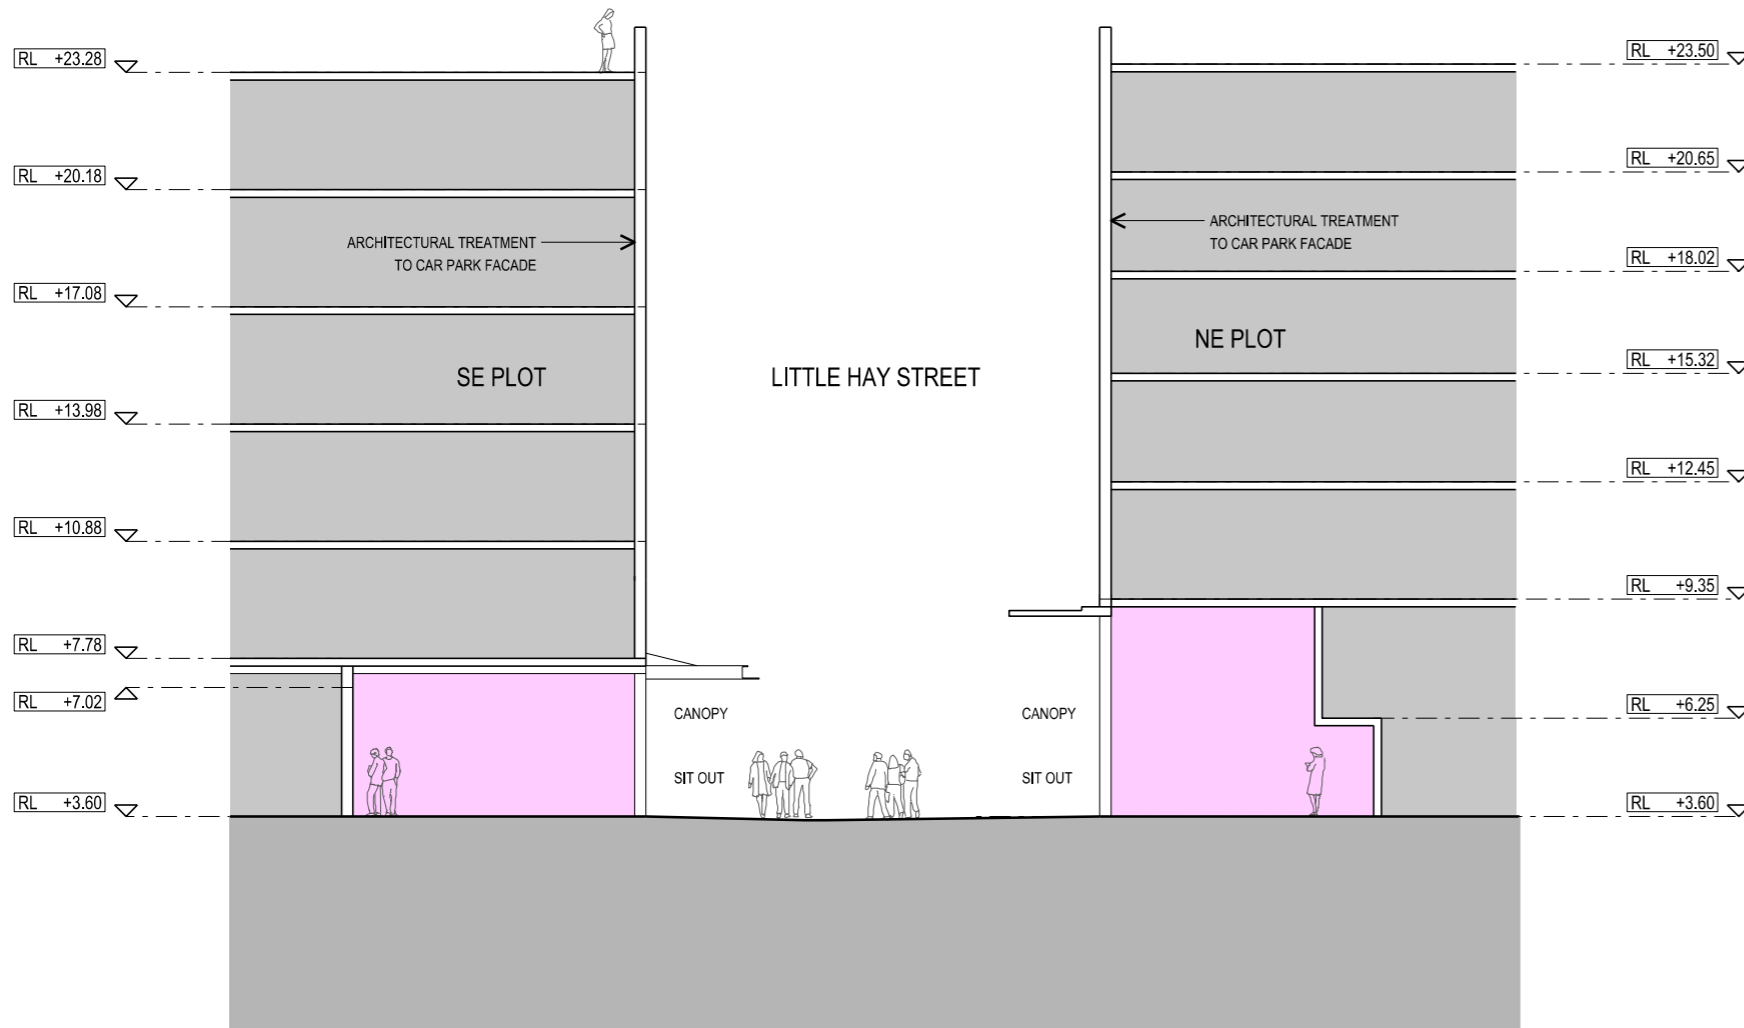 RL +23.28
RL +23.50
RL +20.65
RL +20.18
ARCHITECTURAL TREATMENT
TO CAR PARK FACADE
ARCHITECTURAL TREATMENT
TO CAR PARK FACADE
RL +18.02
RL +17.08
NE PLOT
RL +15.32
SE PLOT
LITTLE HAY STREET
RL +13.98
RL +12.45
RL +10.88
RL +9.35
RL +7.78
RL +7.02
RL +6.25
CANOPY
CANOPY
SIT OUT
SIT OUT
RL +3.60
RL +3.60